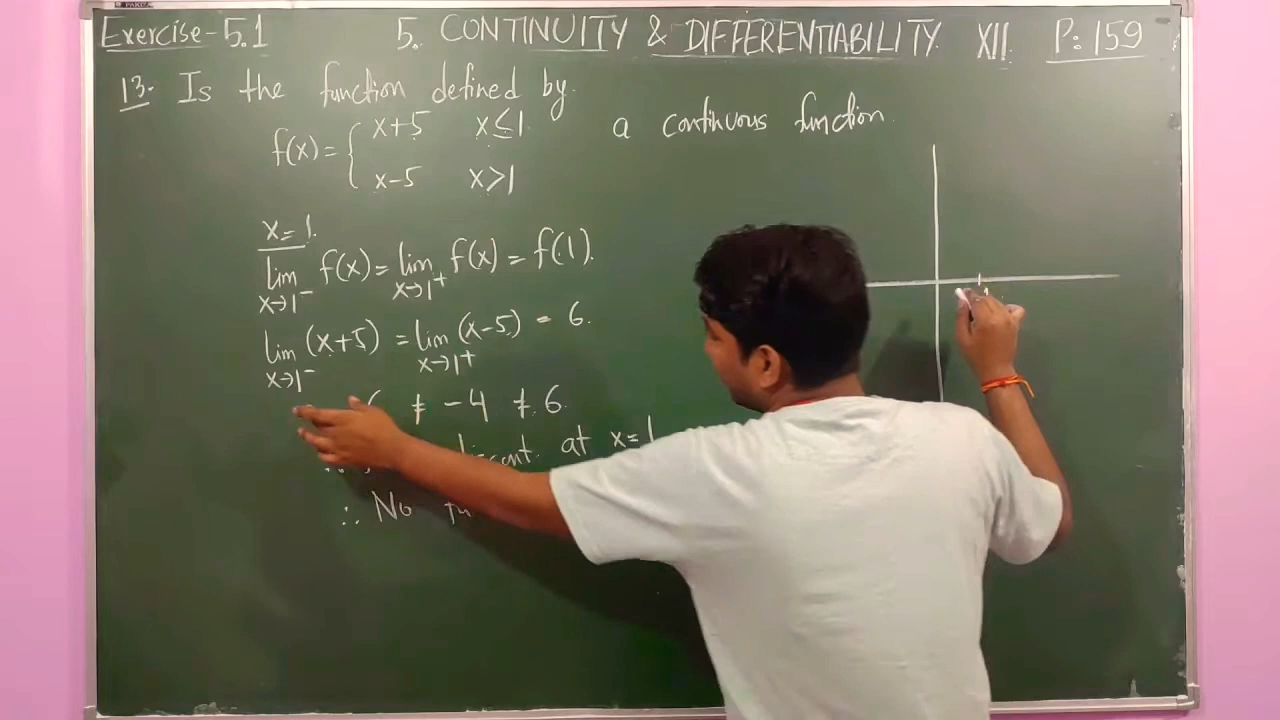 Exercise-5.1 5. CONTINUITY & DIFFERENTIABILITY XII P:159
13. Is the function defined by.
f(x) = { x+5 x≤1 a continuous function.
x-5 x>1
x=1.
lim x→1⁻ f(x) = lim x→1⁺ f(x) = f(1).
lim x→1⁻ (x+5) = lim x→1⁺ (x-5) = 6.
6 ≠ -4 ≠ 6.
at x=1
∴ No
1